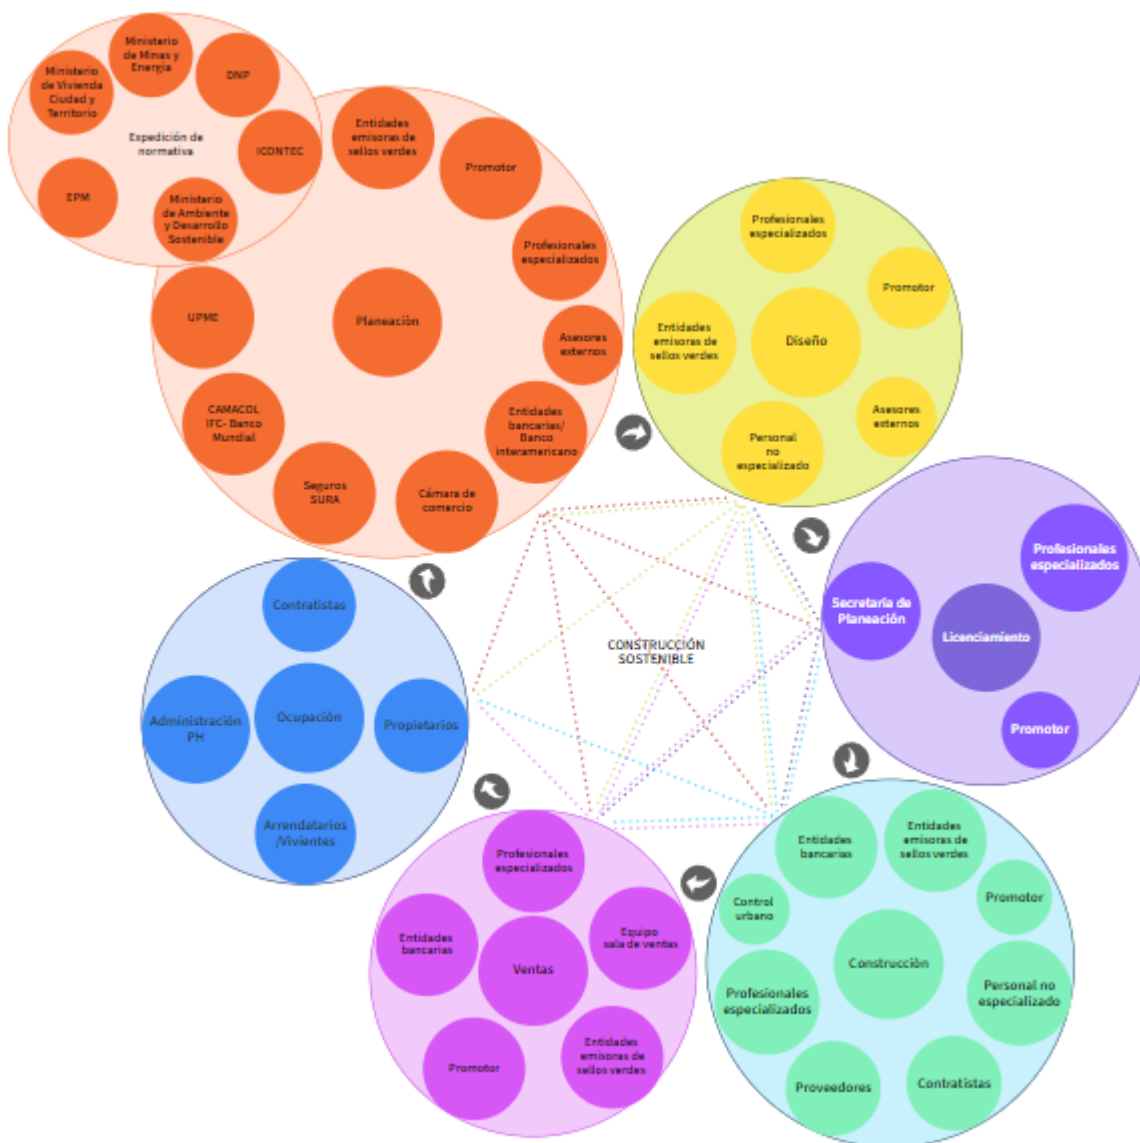 Ministerio
de Minas y
Energía
DNP
Ministerio
de Vivienda
Ciudad y
Territorio
Expedición de
normativa
ICONTEC
EPM
Ministerio
de Ambiente
y Desarrollo
Sostenible
Entidades
emisoras de
sellos verdes
Promotor
Profesionales
especializados
Asesores
externos
Entidades
bancarias/
Banco
interamericano
Cámara de
comercio
Seguros
SURA
CAMACOL
IFC- Banco
Mundial
UPME
Planeación
Profesionales
especializados
Promotor
Entidades
emisoras de
sellos verdes
Diseño
Asesores
externos
Personal
no
especializado
Profesionales
especializados
Secretaria de
Planeación
Licenciamiento
Promotor
CONSTRUCCIÓN
SOSTENIBLE
Contratistas
Administración
PH
Ocupación
Propietarios
Arrendatarios
/Vivientes
Profesionales
especializados
Entidades
bancarias
Equipo
sala de ventas
Ventas
Promotor
Entidades
emisoras de
sellos verdes
Entidades
bancarias
Entidades
emisoras de
sellos verdes
Promotor
Control
urbano
Construcción
Profesionales
especializados
Personal no
especializado
Proveedores
Contratistas